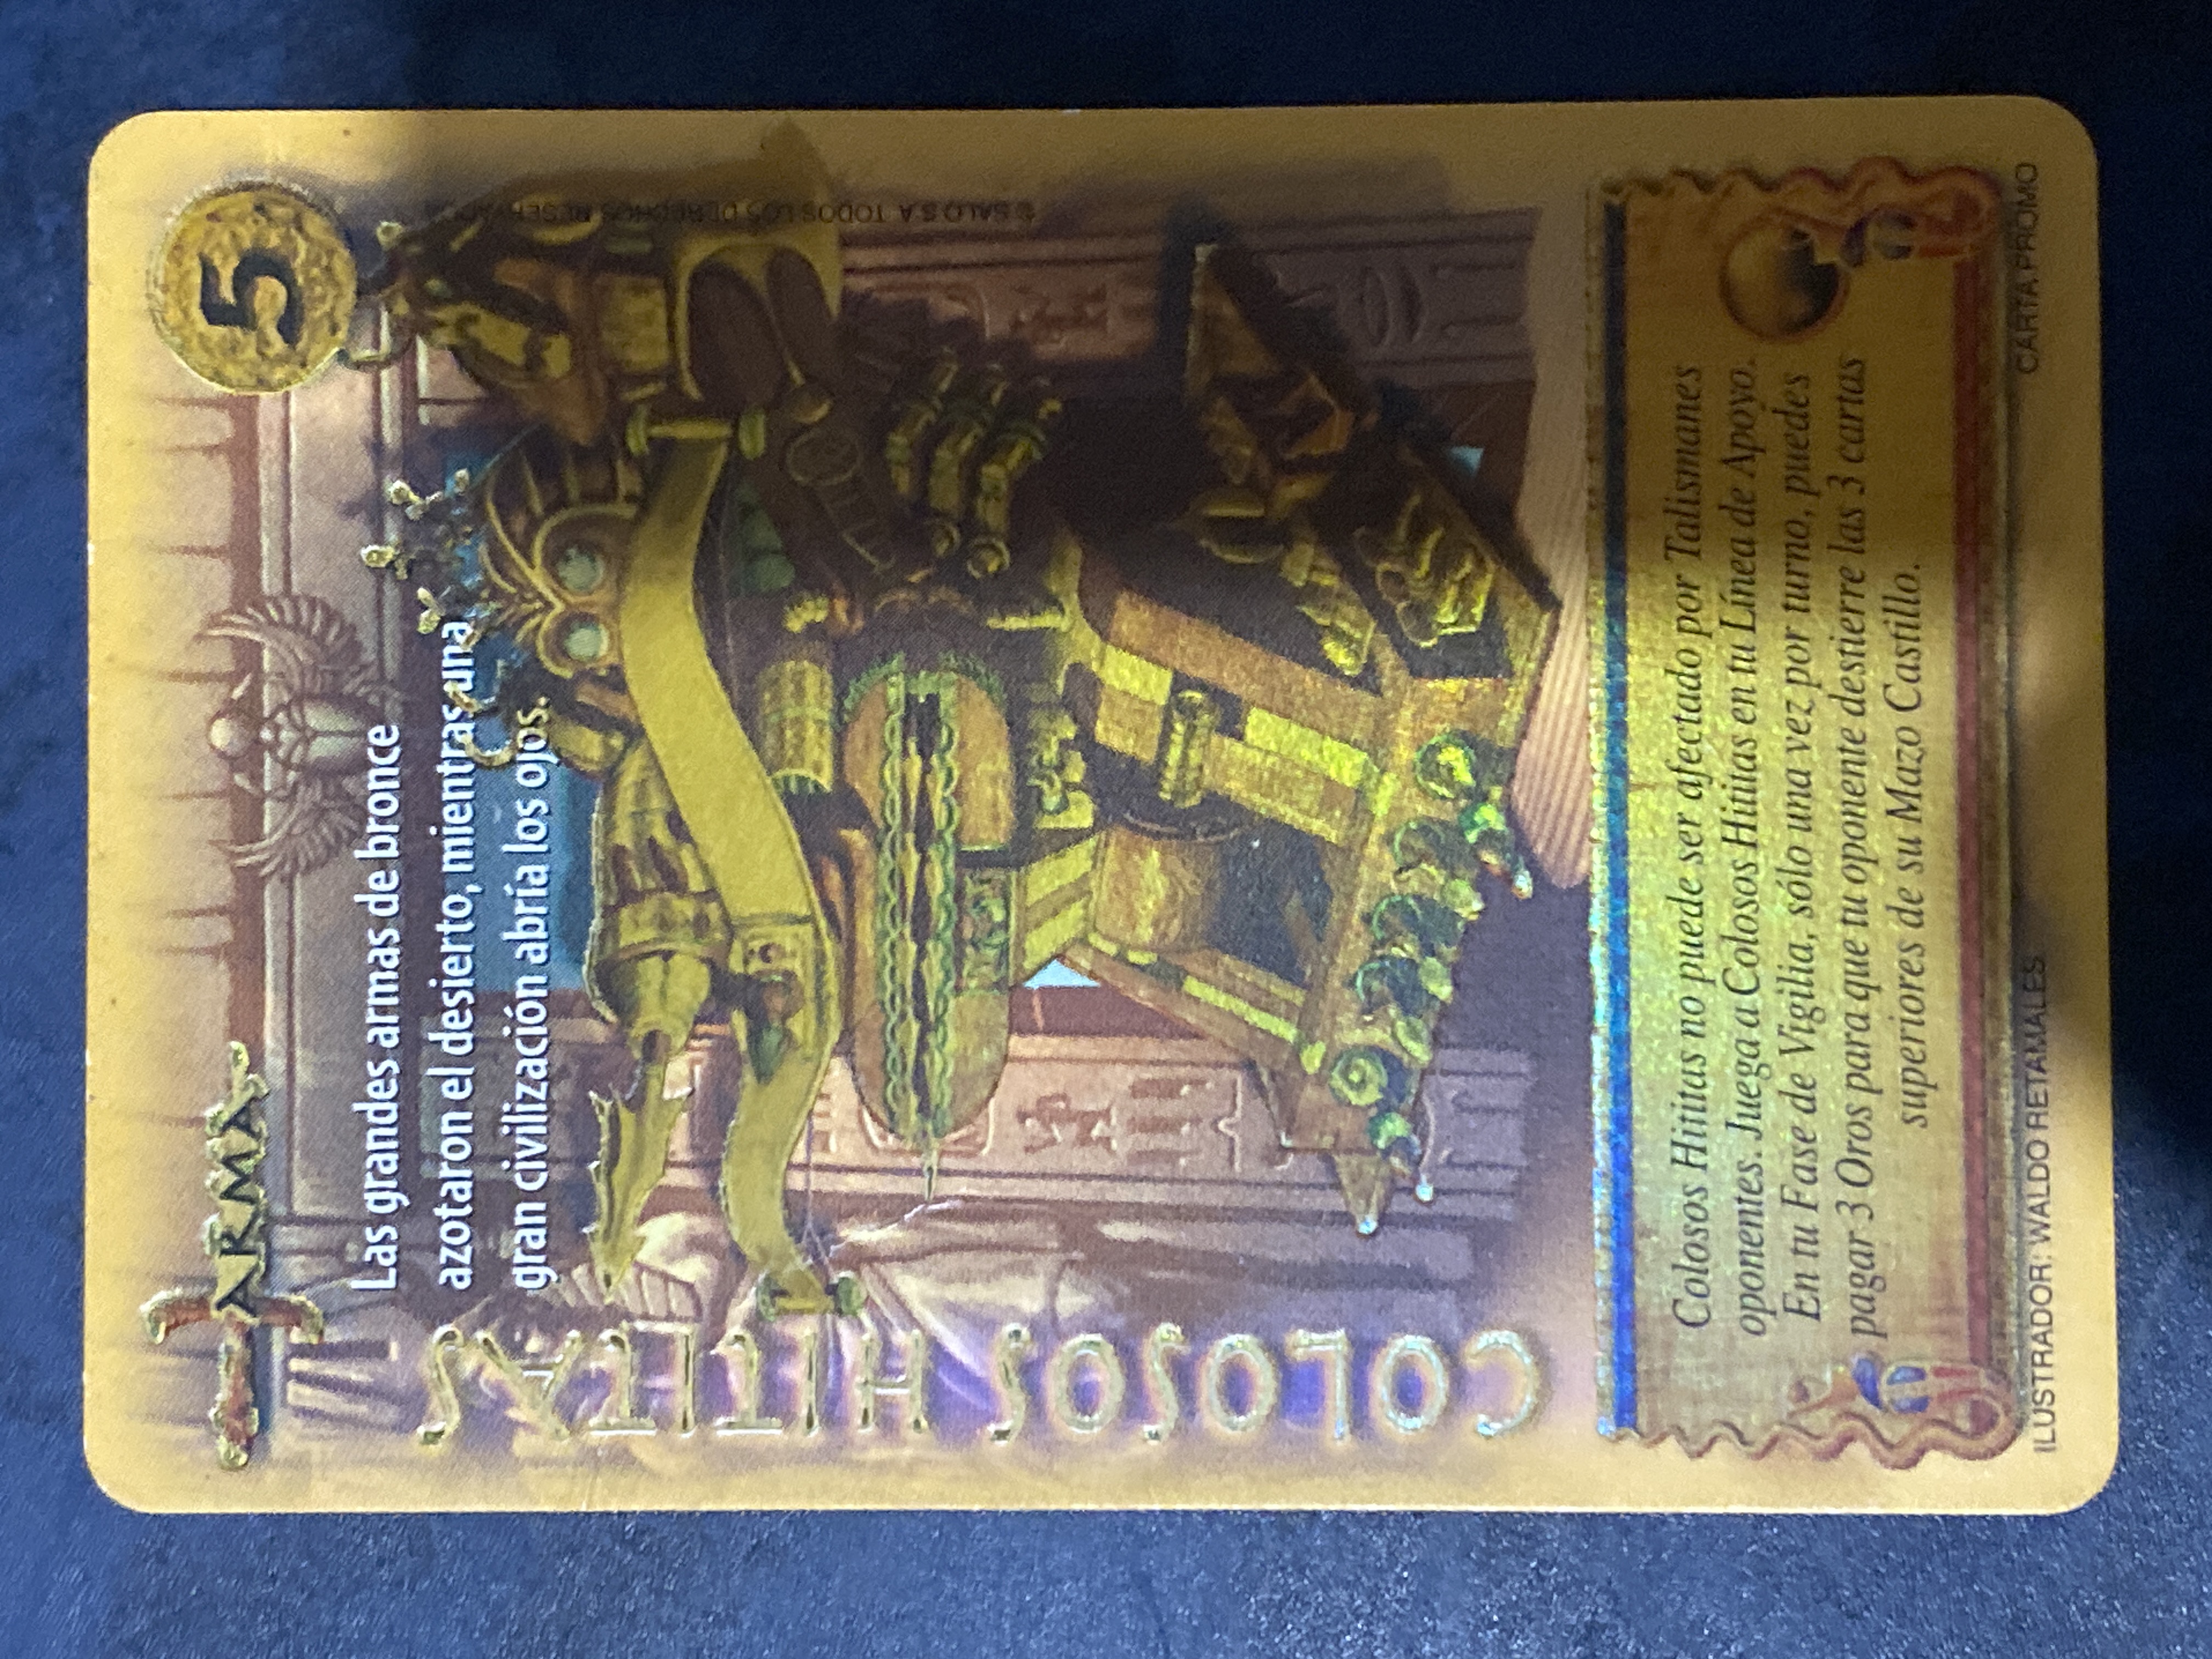 ARMA
5
Las grandes armas de bronce
azotaron el desierto, mientras una
gran civilización abría los ojos.
COLOSOS HITITAS
© SALO S.A. TODOS LOS DERECHOS RESERVADOS
Colosos Hititas no puede ser afectado por Talismanes
oponentes. Juega a Colosos Hititas en tu Línea de Apoyo.
En tu Fase de Vigilia, sólo una vez por turno, puedes
pagar 3 Oros para que tu oponente destierre las 3 cartas
superiores de su Mazo Castillo.
ILUSTRADOR: WALDO RETAMALES
CARTA PROMO